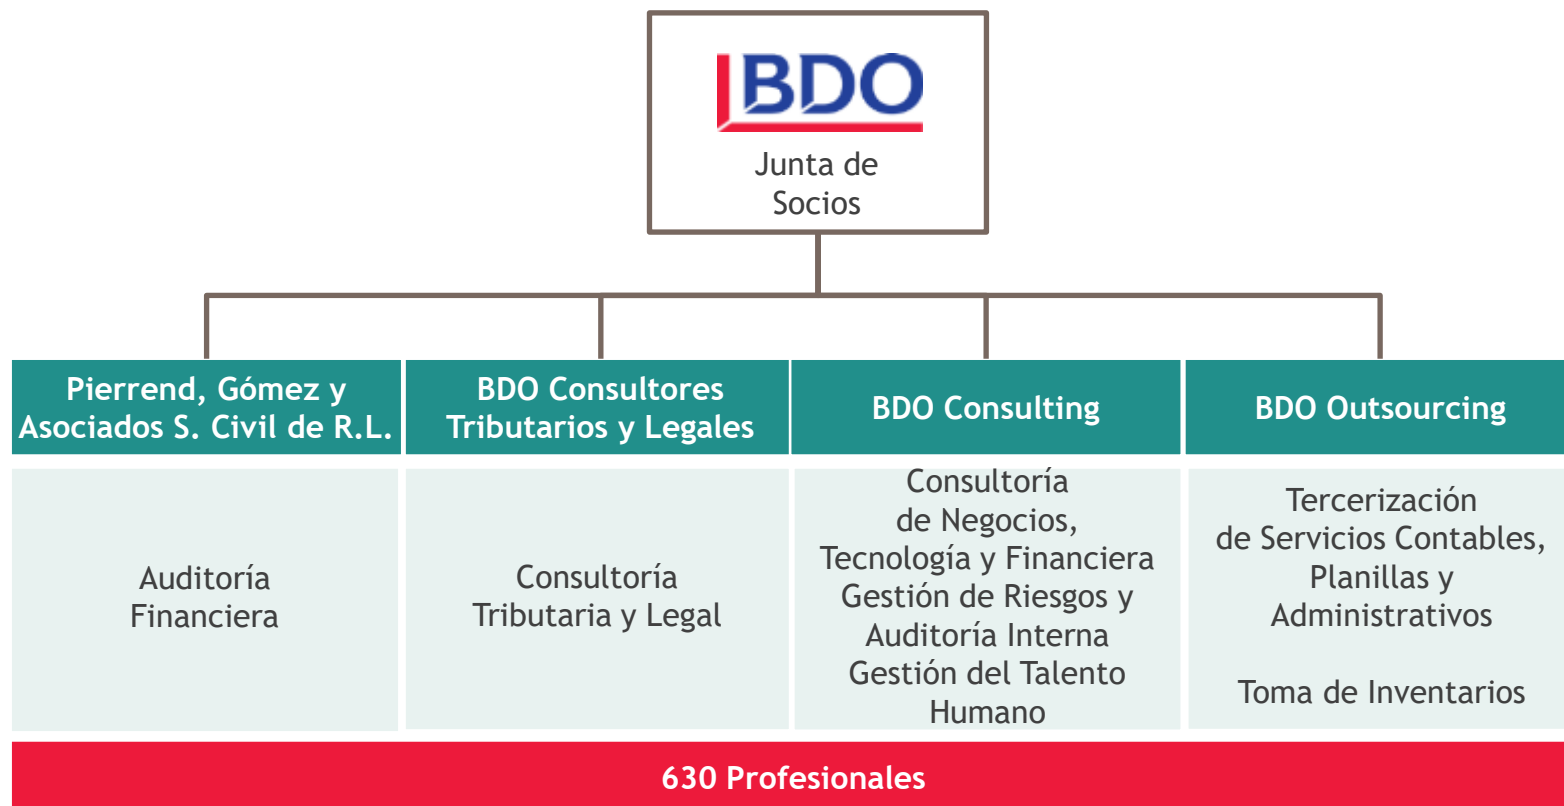 BDO
Junta de
Socios
Pierrend, Gómez y
Asociados S. Civil de R.L.
BDO Consultores
Tributarios y Legales
BDO Consulting
BDO Outsourcing
Auditoría
Financiera
Consultoría
Tributaria y Legal
Consultoría
de Negocios,
Tecnología y Financiera
Gestión de Riesgos y
Auditoría Interna
Gestión del Talento
Humano
Tercerización
de Servicios Contables,
Planillas y
Administrativos
Toma de Inventarios
630 Profesionales